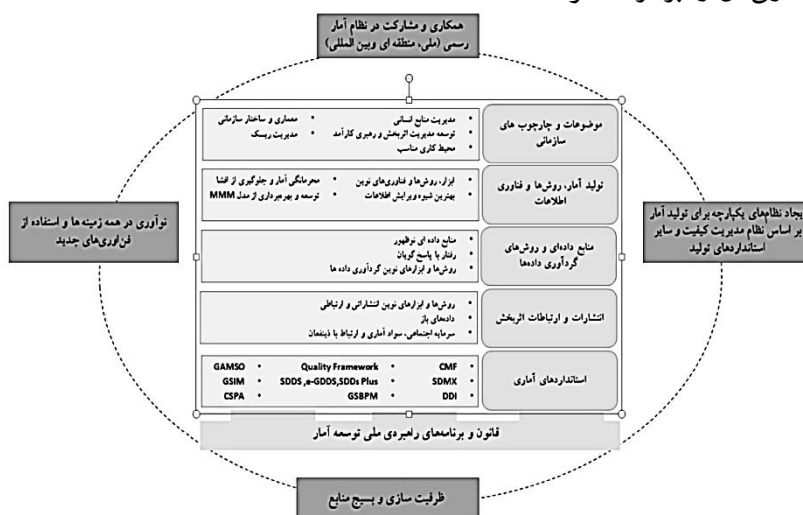 همکاری و مشارکت در نظام آمار
رسمی (ملی، منطقه ای وبین المللی)
موضوعات و چارچوب های
سازمانی
• مدیریت منابع انسانی
• توسعه مدیریت اثربخش و رهبری کارآمد
• محیط کاری مناسب
• معماری و ساختار سازمانی
• مدیریت ریسک
تولید آمار، روش‌ها و فناوری
اطلاعات
• ابزار، روش‌ها و فناوری‌های نوین
• بهترین شیوه ویرایش اطلاعات
• محرمانگی آمار و جلوگیری از افشا
• توسعه و بهره‌برداری از مدل MMM
منابع داده‌ای و روش‌های
گردآوری داده‌ها
• منابع داده ای نوظهور
• رفتار با پاسخ گویان
• روش‌ها و ابزارهای نوین گردآوری داده ها
انتشارات و ارتباطات اثربخش
• روش‌ها و ابزارهای نوین انتشاراتی و ارتباطی
• داده‌های باز
• سرمایه اجتماعی، سواد آماری و ارتباط با ذینفعان
استانداردهای آماری
• CMF
• SDMX
• DDI
• Quality Framework
• SDDS ,e-GDDS,SDDs Plus
• GSBPM
• GAMSO
• GSIM
• CSPA
قانون و برنامه‌های راهبردی ملی توسعه آمار
ایجاد نظام‌های یکپارچه برای تولید آمار
بر اساس نظام مدیریت کیفیت و سایر
استانداردهای تولید
نوآوری در همه زمینه ها و استفاده از
فن‌اوری‌های جدید
ظرفیت سازی و بسیج منابع